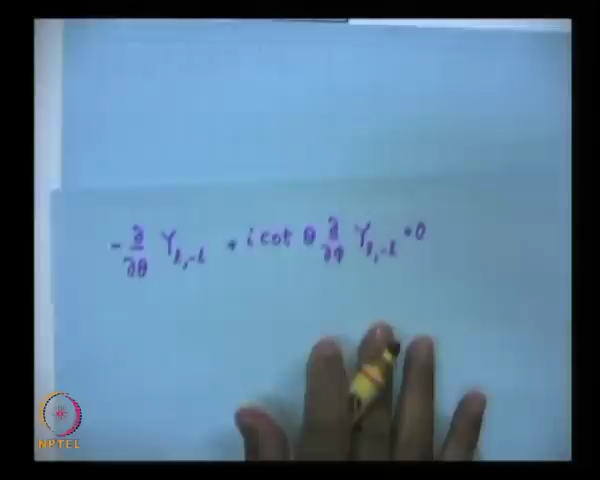 - ∂/∂θ Y_{l,-l} + i cot θ ∂/∂φ Y_{l,-l} = 0
NPTEL